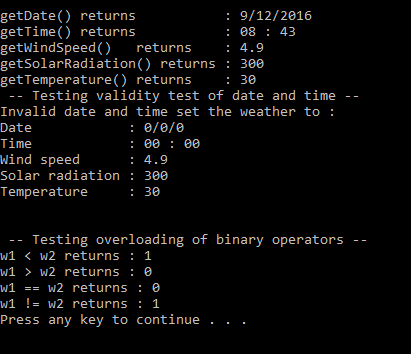 getDate() returns          : 9/12/2016
getTime() returns          : 08 : 43
getWindSpeed()   returns   : 4.9
getSolarRadiation() returns : 300
getTemperature() returns   : 30
 -- Testing validity test of date and time --
Invalid date and time set the weather to :
Date            : 0/0/0
Time            : 00 : 00
Wind speed      : 4.9
Solar radiation : 300
Temperature     : 30
 -- Testing overloading of binary operators --
w1 < w2 returns : 1
w1 > w2 returns : 0
w1 == w2 returns : 0
w1 != w2 returns : 1
Press any key to continue . . .